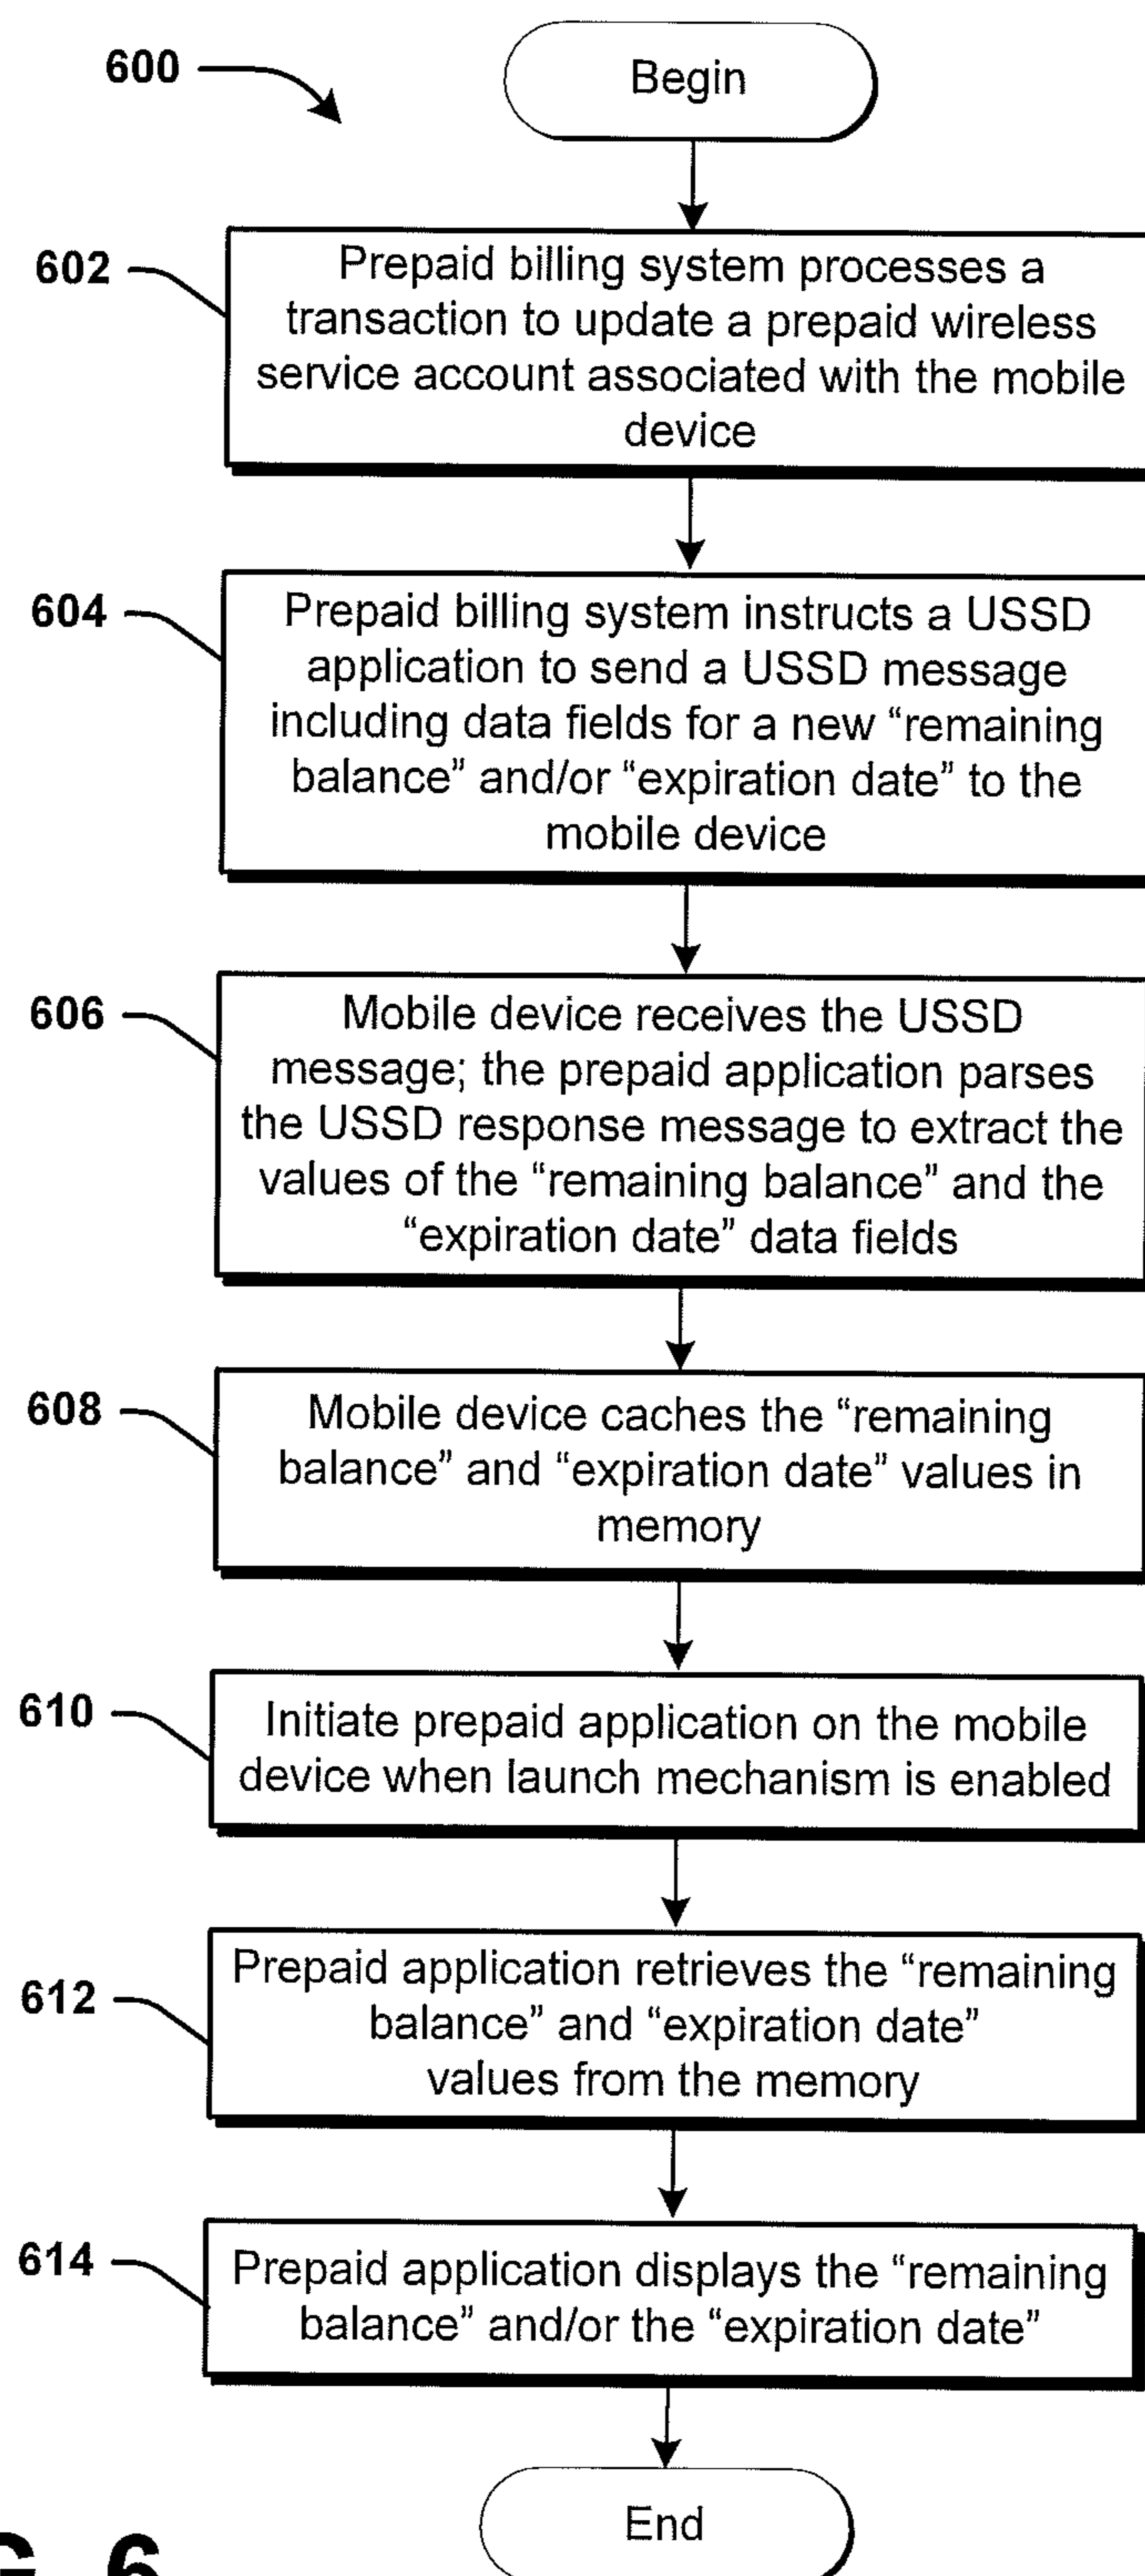 600
Begin
602
Prepaid billing system processes a
transaction to update a prepaid wireless
service account associated with the mobile
device
604
Prepaid billing system instructs a USSD
application to send a USSD message
including data fields for a new “remaining
balance” and/or “expiration date” to the
mobile device
606
Mobile device receives the USSD
message; the prepaid application parses
the USSD response message to extract the
values of the “remaining balance” and the
“expiration date” data fields
608
Mobile device caches the “remaining
balance” and “expiration date” values in
memory
610
Initiate prepaid application on the mobile
device when launch mechanism is enabled
612
Prepaid application retrieves the “remaining
balance” and “expiration date”
values from the memory
614
Prepaid application displays the “remaining
balance” and/or the “expiration date”
End